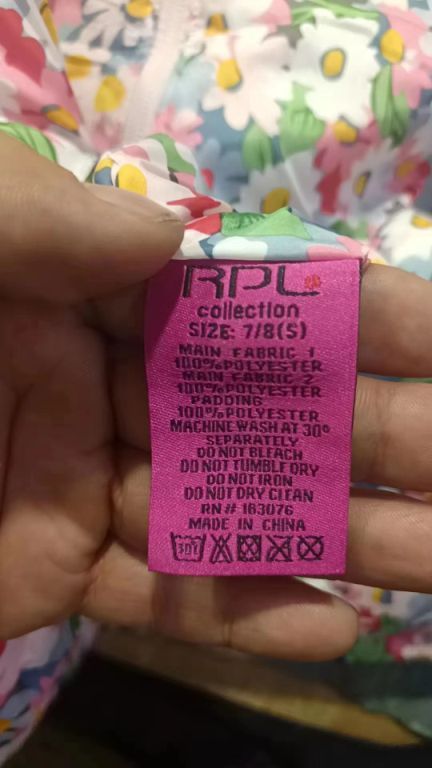 RPL
collection
SIZE: 7/8(S)
MAIN FABRIC 1
100%POLYESTER
MAIN FABRIC 2
100%POLYESTER
PADDING
100%POLYESTER
MACHINE WASH AT 30°
SEPARATELY
DO NOT BLEACH
DO NOT TUMBLE DRY
DO NOT IRON
DO NOT DRY CLEAN
RN# 183076
MADE IN CHINA
30°